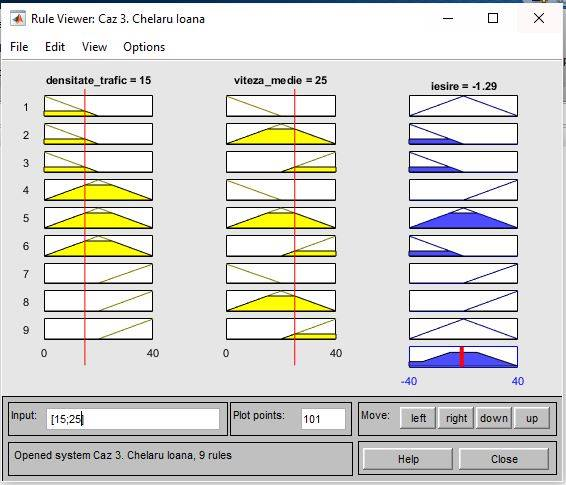 Rule Viewer: Caz 3. Chelaru Ioana
File Edit View Options
densitate_trafic = 15 viteza_medie = 25 iesire = -1.29
1
2
3
4
5
6
7
8
9
0 40 0 40
-40 40
Input: [15;25] Plot points: 101 Move: left right down up
Opened system Caz 3. Chelaru Ioana, 9 rules Help Close